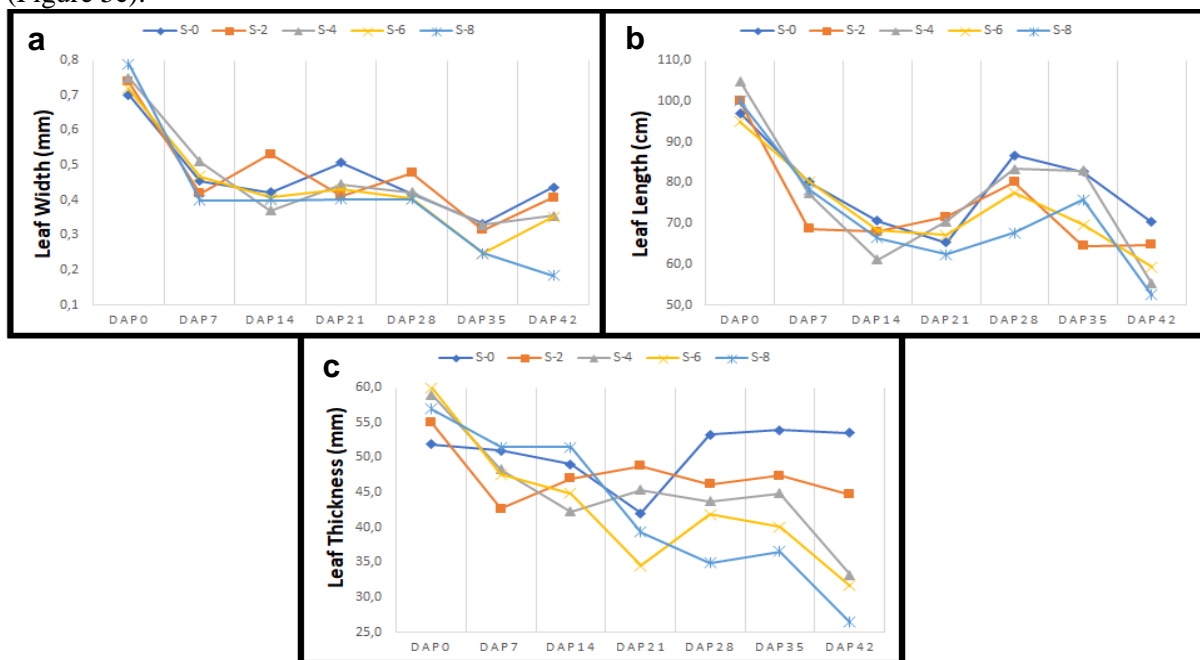 (Figure
a
S-0 S-2 S-4 S-6 S-8
Leaf Width (mm)
0,8
0,7
0,6
0,5
0,4
0,3
0,2
0,1
DAP0 DAP7 DAP14 DAP21 DAP28 DAP35 DAP42
b
S-0 S-2 S-4 S-6 S-8
Leaf Length (cm)
110,0
100,0
90,0
80,0
70,0
60,0
50,0
DAP0 DAP7 DAP14 DAP21 DAP28 DAP35 DAP42
c
S-0 S-2 S-4 S-6 S-8
Leaf Thickness (mm)
60,0
55,0
50,0
45,0
40,0
35,0
30,0
25,0
DAP0 DAP7 DAP14 DAP21 DAP28 DAP35 DAP42